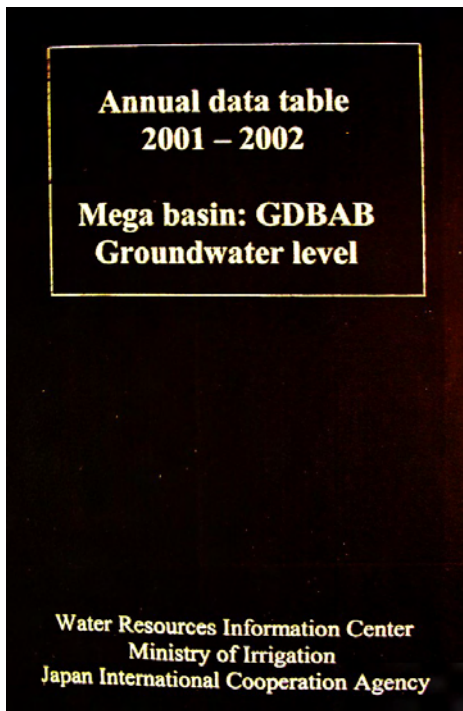 Annual data table
2001 – 2002
Mega basin: GDBAB
Groundwater level
Water Resources Information Center
Ministry of Irrigation
Japan International Cooperation Agency